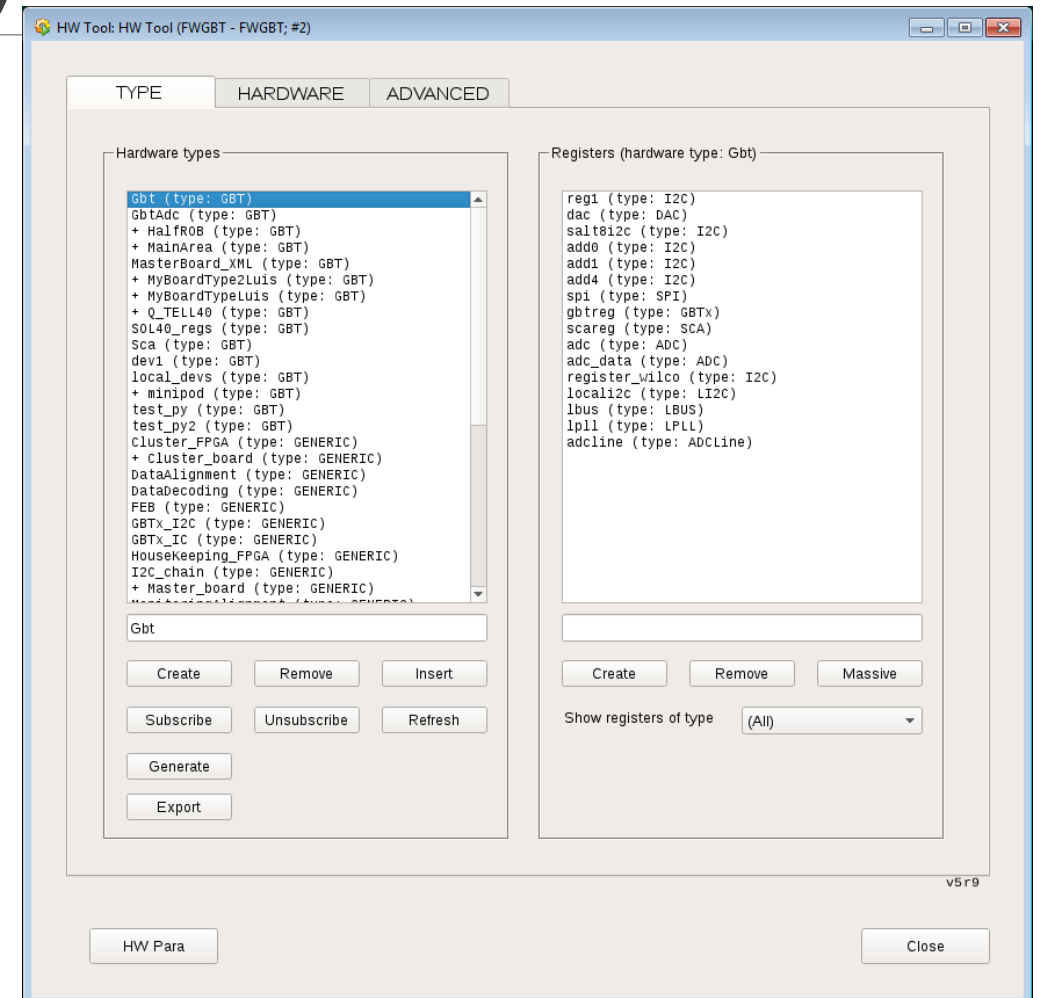 HW Tool: HW Tool (FWGBT - FWGBT; #2)
TYPE
HARDWARE
ADVANCED
Hardware types
Gbt (type: GBT)
GbtAdc (type: GBT)
+ HalfROB (type: GBT)
+ MainArea (type: GBT)
MasterBoard_XML (type: GBT)
+ MyBoardType2Luis (type: GBT)
+ MyBoardTypeLuis (type: GBT)
+ Q_TELL40 (type: GBT)
SOL40_regs (type: GBT)
Sca (type: GBT)
dev1 (type: GBT)
local_devs (type: GBT)
+ minipod (type: GBT)
test_py (type: GBT)
test_py2 (type: GBT)
Cluster_FPGA (type: GENERIC)
+ Cluster_board (type: GENERIC)
DataAlignment (type: GENERIC)
DataDecoding (type: GENERIC)
FEB (type: GENERIC)
GBTx_I2C (type: GENERIC)
GBTx_IC (type: GENERIC)
HouseKeeping_FPGA (type: GENERIC)
I2C_chain (type: GENERIC)
+ Master_board (type: GENERIC)
Gbt
Create
Remove
Insert
Subscribe
Unsubscribe
Refresh
Generate
Export
Registers (hardware type: Gbt)
reg1 (type: I2C)
dac (type: DAC)
salt8i2c (type: I2C)
add0 (type: I2C)
add1 (type: I2C)
add4 (type: I2C)
spi (type: SPI)
gbtreg (type: GBTx)
scareg (type: SCA)
adc (type: ADC)
adc_data (type: ADC)
register_wilco (type: I2C)
locali2c (type: LI2C)
lbus (type: LBUS)
lpll (type: LPLL)
adcline (type: ADCLine)
Create
Remove
Massive
Show registers of type
(All)
v5r9
HW Para
Close